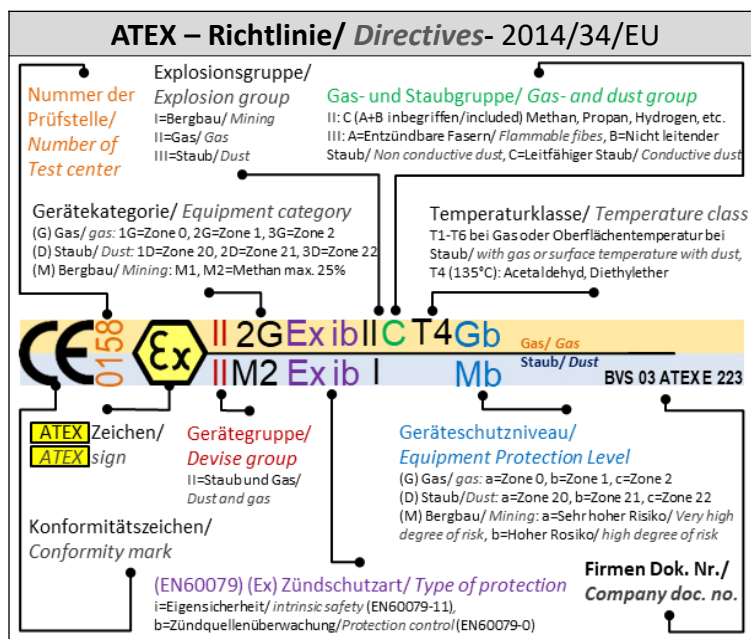 ATEX – Richtlinie/ Directives- 2014/34/EU
Nummer der
Prüfstelle/
Number of
Test center
Explosionsgruppe/
Explosion group
I=Bergbau/ Mining
II=Gas/ Gas
III=Staub/ Dust
Gas- und Staubgruppe/ Gas- and dust group
II: C (A+B inbegriffen/included) Methan, Propan, Hydrogen, etc.
III: A=Entzündbare Fasern/ Flammable fibes, B=Nicht leitender
Staub/ Non conductive dust, C=Leitfähiger Staub/ Conductive dust
Gerätekategorie/ Equipment category
(G) Gas/ gas: 1G=Zone 0, 2G=Zone 1, 3G=Zone 2
(D) Staub/ Dust: 1D=Zone 20, 2D=Zone 21, 3D=Zone 22
(M) Bergbau/ Mining: M1, M2=Methan max. 25%
Temperaturklasse/ Temperature class
T1-T6 bei Gas oder Oberflächentemperatur bei
Staub/ with gas or surface temperature with dust,
T4 (135°C): Acetaldehyd, Diethylether
CE 0158 Ex II 2G Ex ib II C T4 Gb Gas/ Gas
II M2 Ex ib I Mb Staub/ Dust
BVS 03 ATEX E 223
ATEX Zeichen/
ATEX sign
Gerätegruppe/
Devise group
II=Staub und Gas/
Dust and gas
Geräteschutzniveau/
Equipment Protection Level
(G) Gas/ gas: a=Zone 0, b=Zone 1, c=Zone 2
(D) Staub/Dust: a=Zone 20, b=Zone 21, c=Zone 22
(M) Bergbau/ Mining: a=Sehr hoher Risiko/ Very high
degree of risk, b=Hoher Rosiko/ high degree of risk
Konformitätszeichen/
Conformity mark
(EN60079) (Ex) Zündschutzart/ Type of protection
i=Eigensicherheit/ intrinsic safety (EN60079-11),
b=Zündquellenüberwachung/Protection control (EN60079-0)
Firmen Dok. Nr./
Company doc. no.